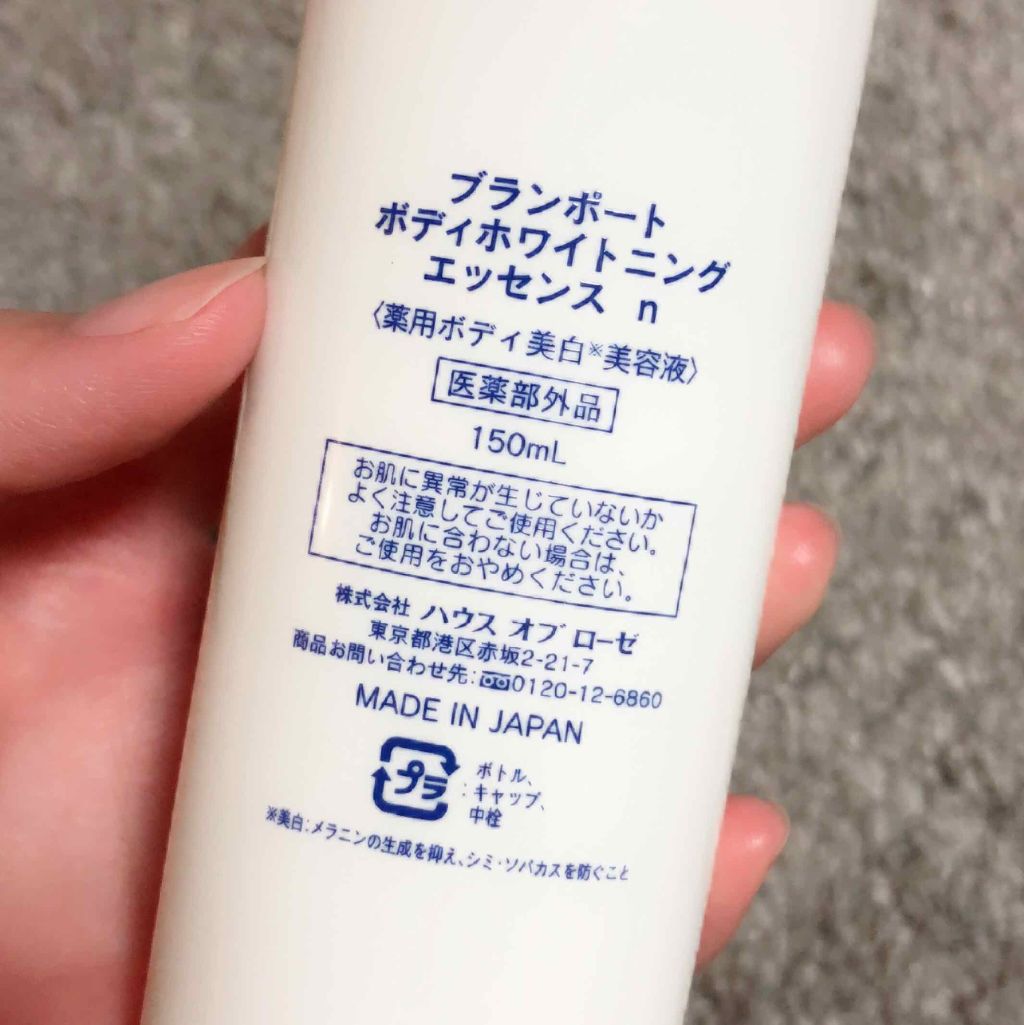 ブランポート
ボディホワイトニング
エッセンス n
〈薬用ボディ美白※美容液〉
医薬部外品
150mL
お肌に異常が生じていないか
よく注意してご使用ください。
お肌に合わない場合は、
ご使用をおやめください。
株式会社 ハウス オブ ローゼ
東京都港区赤坂2-21-7
商品お問い合わせ先:0120-12-6860
MADE IN JAPAN
プラ
ボトル、
:キャップ、
中栓
※美白:メラニンの生成を抑え、シミ・ソバカスを防ぐこと